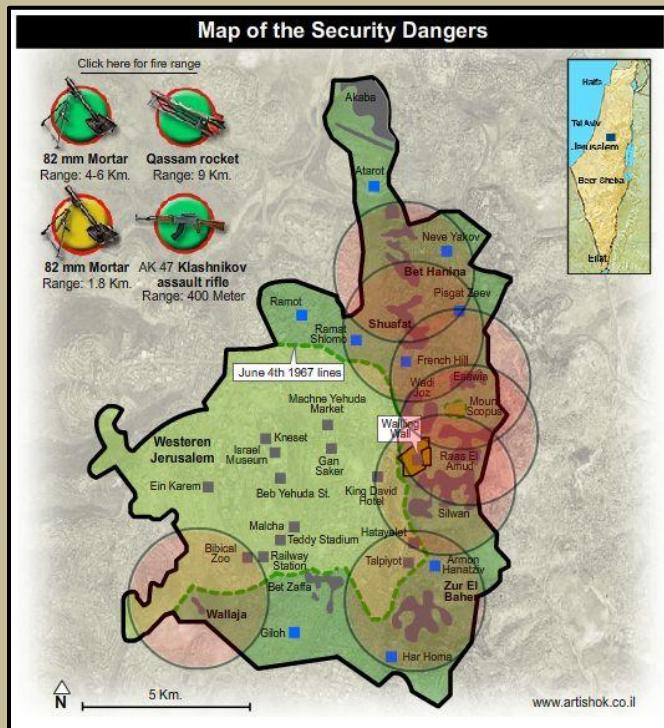 Map of the Security Dangers
Click here for fire range
82 mm Mortar
Range: 4-6 Km.
Qassam rocket
Range: 9 Km.
82 mm Mortar
Range: 1.8 Km.
AK 47 Klashnikov
assault rifle
Range: 400 Meter
Haifa
Tel Aviv
Jerusalem
Beer Sheba
Eilat
Akaba
Atarot
Neve Yakov
Bet Hanina
Pisgat Zeev
Ramot
Shuafat
Ramat
Shlomo
June 4th 1967 lines
French Hill
Wadi
Joz
Esawia
Mount
Scopus
Machne Yehuda
Market
Wailing
Wall
Westeren
Jerusalem
Kneset
Israel
Museum
Gan
Saker
Raas El
Amud
Ein Karem
Beb Yehuda St.
King David
Hotel
Silwan
Malcha
Teddy Stadium
Hatayelet
Bibical
Zoo
Railway
Station
Talpiyot
Armon
Hanatziv
Bet Zaffa
Zur El
Baher
Wallaja
Giloh
Har Homa
N
5 Km.
www.artishok.co.il